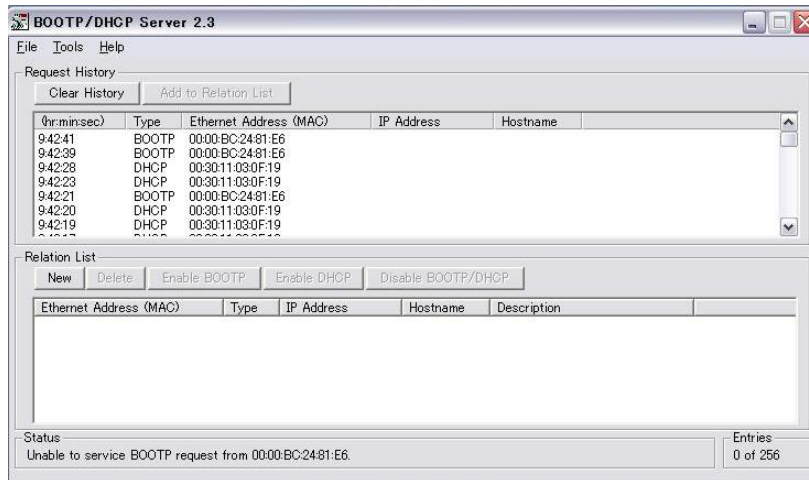 BOOTP/DHCP Server 2.3
File Tools Help
Request History
Clear History Add to Relation List
(hr:min:sec) Type Ethernet Address (MAC) IP Address Hostname
9:42:41 BOOTP 00:00:BC:24:81:E6
9:42:39 BOOTP 00:00:BC:24:81:E6
9:42:28 DHCP 00:30:11:03:0F:19
9:42:23 DHCP 00:30:11:03:0F:19
9:42:21 BOOTP 00:00:BC:24:81:E6
9:42:20 DHCP 00:30:11:03:0F:19
9:42:19 DHCP 00:30:11:03:0F:19
Relation List
New Delete Enable BOOTP Enable DHCP Disable BOOTP/DHCP
Ethernet Address (MAC) Type IP Address Hostname Description
Status
Unable to service BOOTP request from 00:00:BC:24:81:E6.
Entries
0 of 256